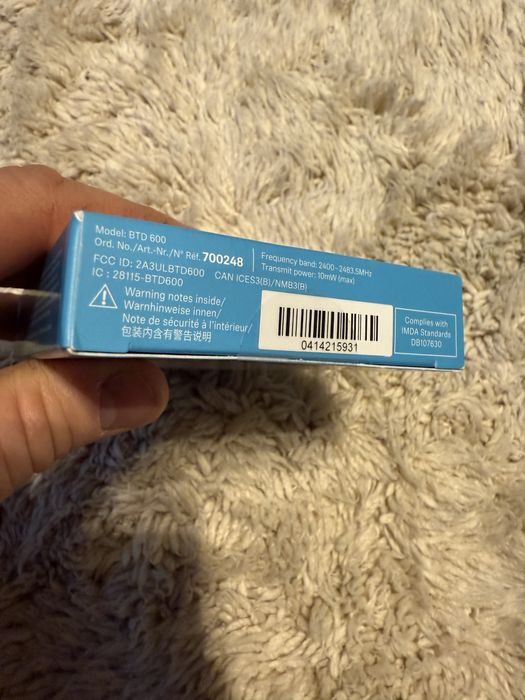 Model: BTD 600
Ord. No./Art.-Nr./N° Réf. 700248
FCC ID: 2A3ULBTD600 CAN ICES3(B)/NMB3(B)
IC : 28115-BTD600
Frequency band: 2400-2483.5MHz
Transmit power: 10mW (max)
Warning notes inside/
Warnhinweise innen/
Note de sécurité à l'intérieur/
包装内含有警告说明
0414215931
Complies with
IMDA Standards
DB107630